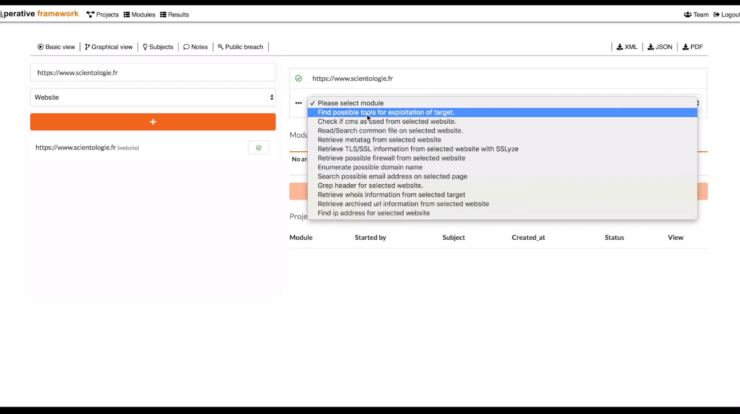 perative framework Projects Modules Results Team Logout
Basic view Graphical view Subjects Notes Public breach XML JSON PDF
https://www.scientologie.fr
Website
+
https://www.scientologie.fr (website)
https://www.scientologie.fr
✓ Please select module
Find possible tools for exploitation of target.
Check if cms as used from selected website.
Read/Search common file on selected website.
Retrieve metatag from selected website
Retrieve TLS/SSL information from selected website with SSLyze
Retrieve possible firewall from selected website
Enumerate possible domain name
Search possible email address on selected page
Grep header for selected website.
Retrieve whois information from selected target
Retrieve archived url information from selected website
Find ip address for selected website
Modu
No ar
Proje
Module Started by Subject Created_at Status View